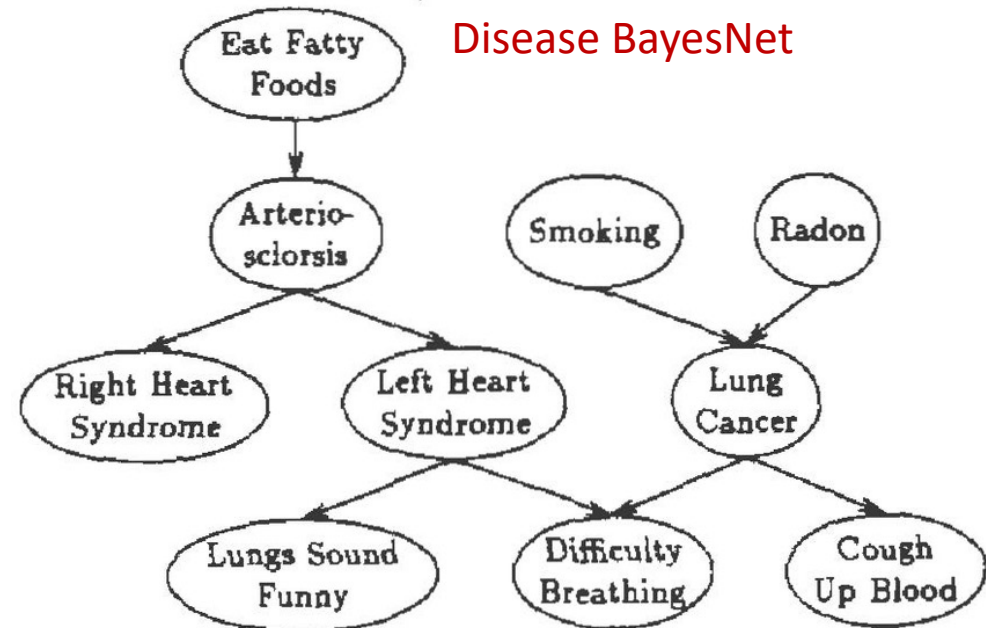 Disease BayesNet
Eat Fatty
Foods
Arterio-
sclorsis
Smoking
Radon
Right Heart
Syndrome
Left Heart
Syndrome
Lung
Cancer
Lungs Sound
Funny
Difficulty
Breathing
Cough
Up Blood